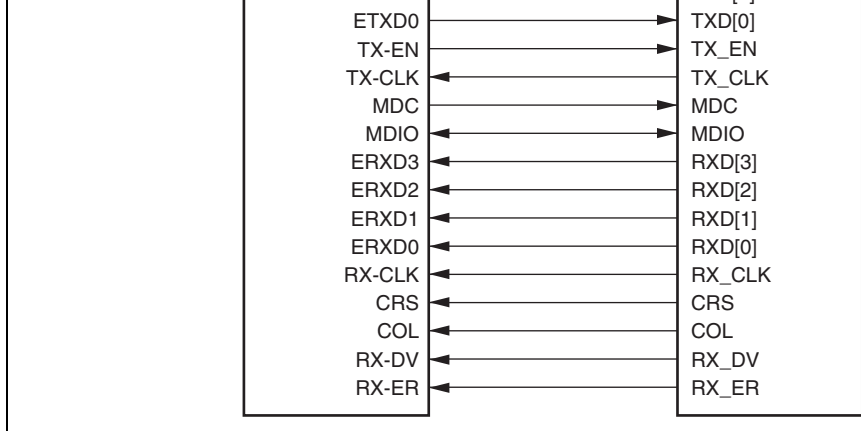 ETXD0 TXD[0]
TX-EN TX_EN
TX-CLK TX_CLK
MDC MDC
MDIO MDIO
ERXD3 RXD[3]
ERXD2 RXD[2]
ERXD1 RXD[1]
ERXD0 RXD[0]
RX-CLK RX_CLK
CRS CRS
COL COL
RX-DV RX_DV
RX-ER RX_ER